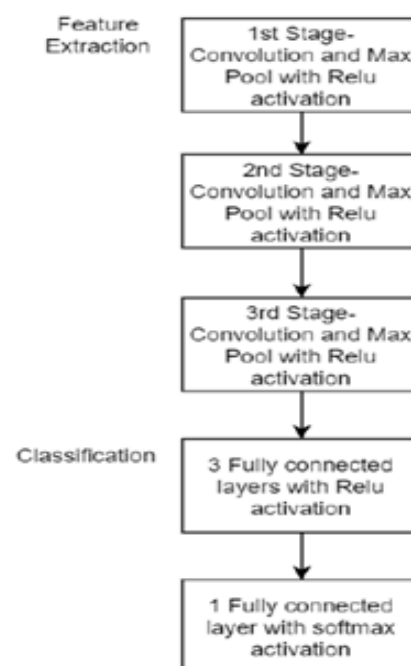 Feature
Extraction
1st Stage-
Convolution and Max
Pool with Relu
activation
2nd Stage-
Convolution and Max
Pool with Relu
activation
3rd Stage-
Convolution and Max
Pool with Relu
activation
Classification
3 Fully connected
layers with Relu
activation
1 Fully connected
layer with softmax
activation